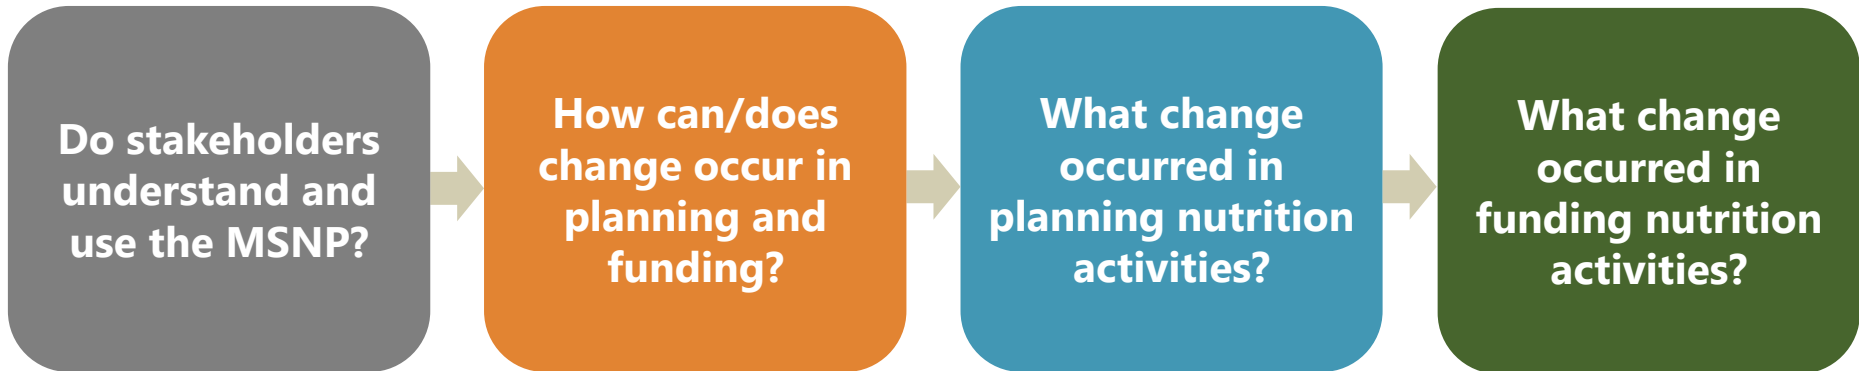 Do stakeholders
understand and
use the MSNP?
How can/does
change occur in
planning and
funding?
What change
occurred in
planning nutrition
activities?
What change
occurred in
funding nutrition
activities?